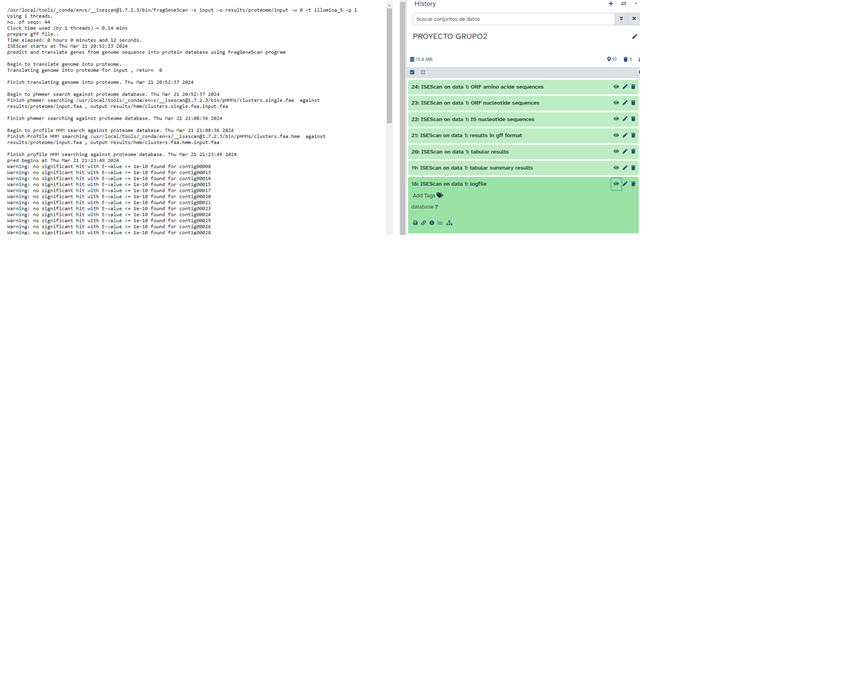 /usr/local/tools/_conda/envs/__isescan@1.7.2.3/bin/FragGeneScan -s input -o results/proteome/input -w 0 -t illumina_5 -p 1
Using 1 threads.
no. of seqs: 44
Clock time used (by 1 threads) = 0.14 mins
prepare gff file..
Time elapsed: 0 hours 0 minutes and 12 seconds.
ISEScan starts at Thu Mar 21 20:52:23 2024
predict and translate genes from genome sequence into protein database using FragGeneScan program
Begin to translate genome into proteome.
Translating genome into proteome for input , return  0
Finish translating genome into proteome. Thu Mar 21 20:52:37 2024
Begin to phmmer search against proteome database. Thu Mar 21 20:52:37 2024
Finish phmmer searching /usr/local/tools/_conda/envs/__isescan@1.7.2.3/bin/pHMMs/clusters.single.faa  against
results/proteome/input.faa , output results/hmm/clusters.single.faa.input.faa
Finish phmmer searching against proteome database. Thu Mar 21 21:08:36 2024
Begin to profile HMM search against proteome database. Thu Mar 21 21:08:36 2024
Finish Profile HMM searching /usr/local/tools/_conda/envs/__isescan@1.7.2.3/bin/pHMMs/clusters.faa.hmm  against
results/proteome/input.faa , output results/hmm/clusters.faa.hmm.input.faa
Finish profile HMM searching against proteome database. Thu Mar 21 21:23:49 2024
pred begins at Thu Mar 21 21:23:49 2024
Warning: no significant hit with E-value <= 1e-10 found for contig00008
Warning: no significant hit with E-value <= 1e-10 found for contig00013
Warning: no significant hit with E-value <= 1e-10 found for contig00014
Warning: no significant hit with E-value <= 1e-10 found for contig00015
Warning: no significant hit with E-value <= 1e-10 found for contig00017
Warning: no significant hit with E-value <= 1e-10 found for contig00020
Warning: no significant hit with E-value <= 1e-10 found for contig00021
Warning: no significant hit with E-value <= 1e-10 found for contig00023
Warning: no significant hit with E-value <= 1e-10 found for contig00024
Warning: no significant hit with E-value <= 1e-10 found for contig00025
Warning: no significant hit with E-value <= 1e-10 found for contig00026
Warning: no significant hit with E-value <= 1e-10 found for contig00028
History
buscar conjuntos de datos
PROYECTO GRUPO2
13.8 MB
19
5
24: ISEScan on data 1: ORF amino acide sequences
23: ISEScan on data 1: ORF nucleotide sequences
22: ISEScan on data 1: IS nucleotide sequences
21: ISEScan on data 1: results in gff format
20: ISEScan on data 1: tabular results
19: ISEScan on data 1: tabular summary results
18: ISEScan on data 1: logfile
Add Tags
database ?